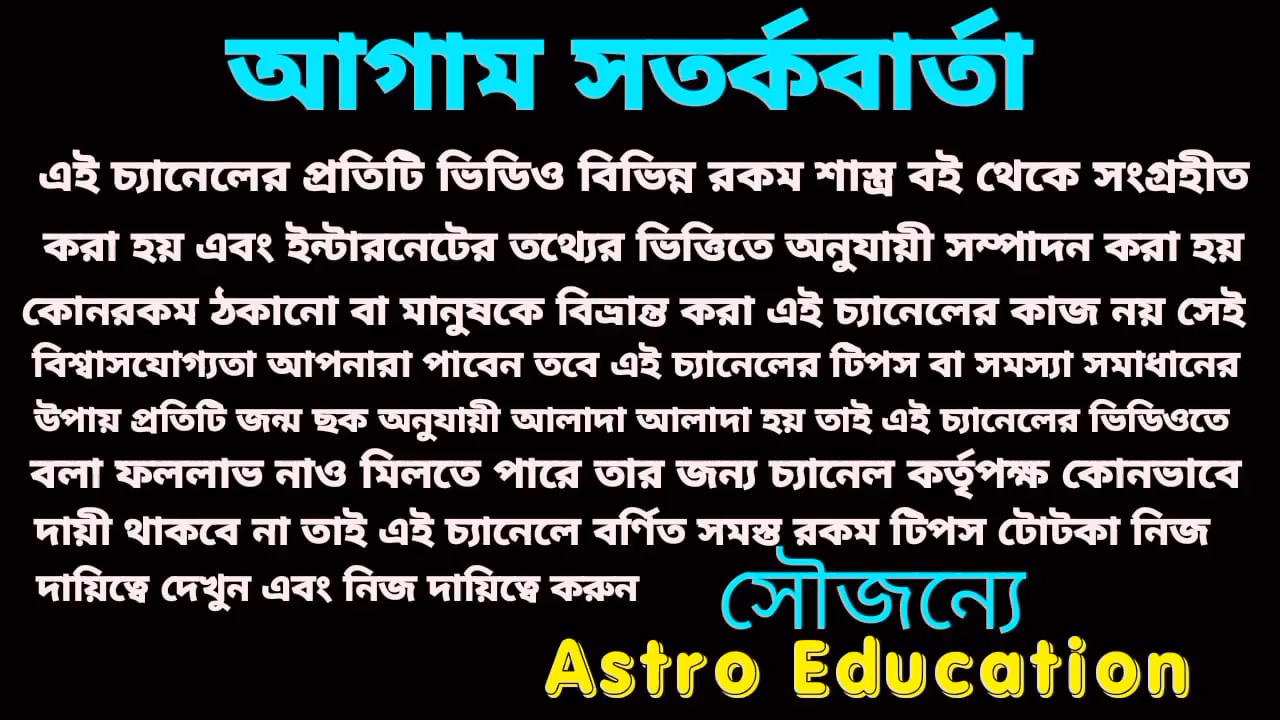 আগাম সতর্কবার্তা
এই চ্যানেলের প্রতিটি ভিডিও বিভিন্ন রকম শাস্ত্র বই থেকে সংগ্রহীত
করা হয় এবং ইন্টারনেটের তথ্যের ভিত্তিতে অনুযায়ী সম্পাদন করা হয়
কোনরকম ঠকানো বা মানুষকে বিভ্রান্ত করা এই চ্যানেলের কাজ নয় সেই
বিশ্বাসযোগ্যতা আপনারা পাবেন তবে এই চ্যানেলের টিপস বা সমস্যা সমাধানের
উপায় প্রতিটি জন্ম ছক অনুযায়ী আলাদা আলাদা হয় তাই এই চ্যানেলের ভিডিওতে
বলা ফললাভ নাও মিলতে পারে তার জন্য চ্যানেল কর্তৃপক্ষ কোনভাবে
দায়ী থাকবে না তাই এই চ্যানেলে বর্ণিত সমস্ত রকম টিপস টোটকা নিজ
দায়িত্বে দেখুন এবং নিজ দায়িত্বে করুন
সৌজন্যে
Astro Education